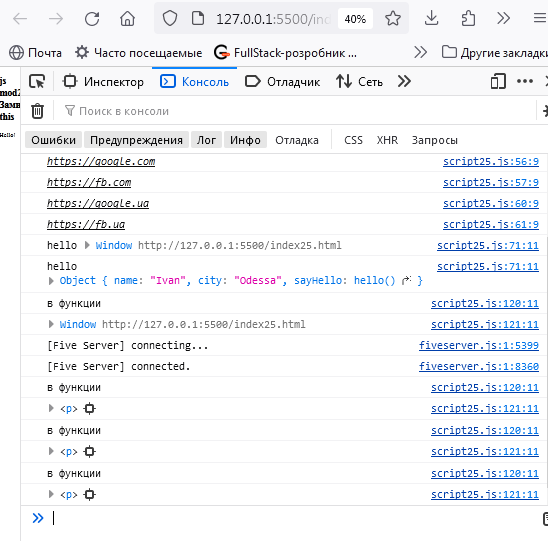 127.0.0.1:5500/ind
40%
Почта
Часто посещаемые
FullStack-розробник ...
Другие закладки
js
mod2
Замы
this
Hello!
Инспектор
Консоль
Отладчик
Сеть
Поиск в консоли
Ошибки
Предупреждения
Лог
Инфо
Отладка
CSS
XHR
Запросы
https://google.com script25.js:56:9
https://fb.com script25.js:57:9
https://google.ua script25.js:60:9
https://fb.ua script25.js:61:9
hello Window http://127.0.0.1:5500/index25.html script25.js:71:11
hello script25.js:71:11
Object { name: "Ivan", city: "Odessa", sayHello: hello() }
в функции script25.js:120:11
Window http://127.0.0.1:5500/index25.html script25.js:121:11
[Five Server] connecting... fiveserver.js:1:5399
[Five Server] connected. fiveserver.js:1:8360
в функции script25.js:120:11
<p> script25.js:121:11
в функции script25.js:120:11
<p> script25.js:121:11
в функции script25.js:120:11
<p> script25.js:121:11